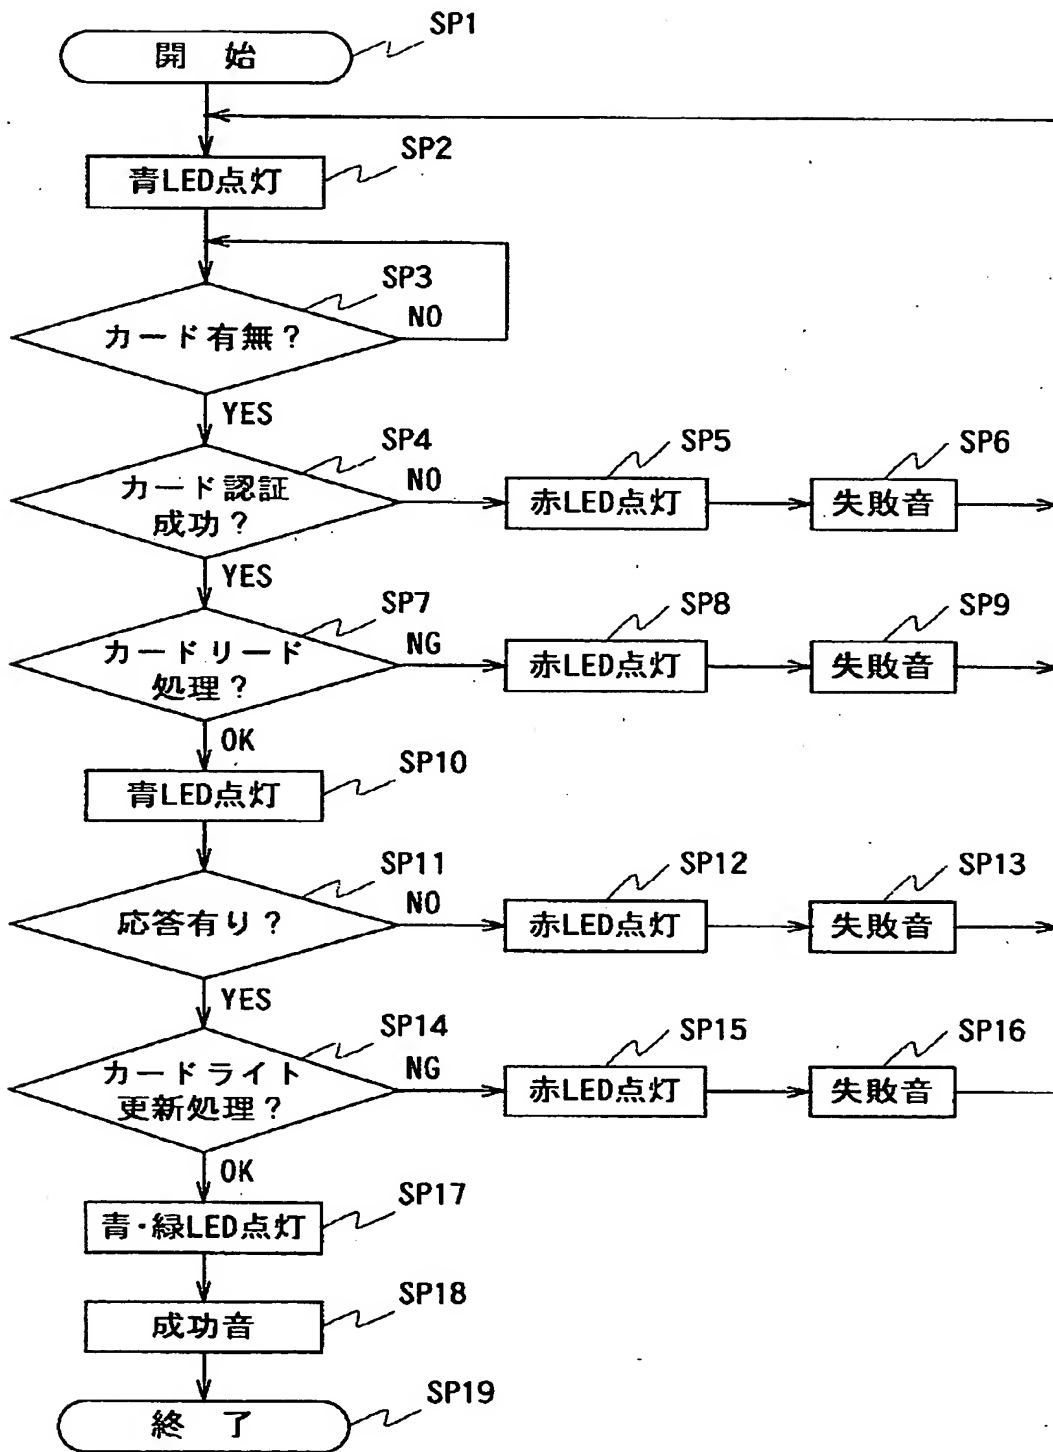 SP1
開 始
SP2
青LED点灯
SP3
カード有無?
NO
YES
SP4
カード認証
成功?
NO
SP5
赤LED点灯
SP6
失敗音
YES
SP7
カードリード
処理?
NG
SP8
赤LED点灯
SP9
失敗音
OK
SP10
青LED点灯
SP11
応答有り?
NO
SP12
赤LED点灯
SP13
失敗音
YES
SP14
カードライト
更新処理?
NG
SP15
赤LED点灯
SP16
失敗音
OK
SP17
青・緑LED点灯
SP18
成功音
SP19
終 了